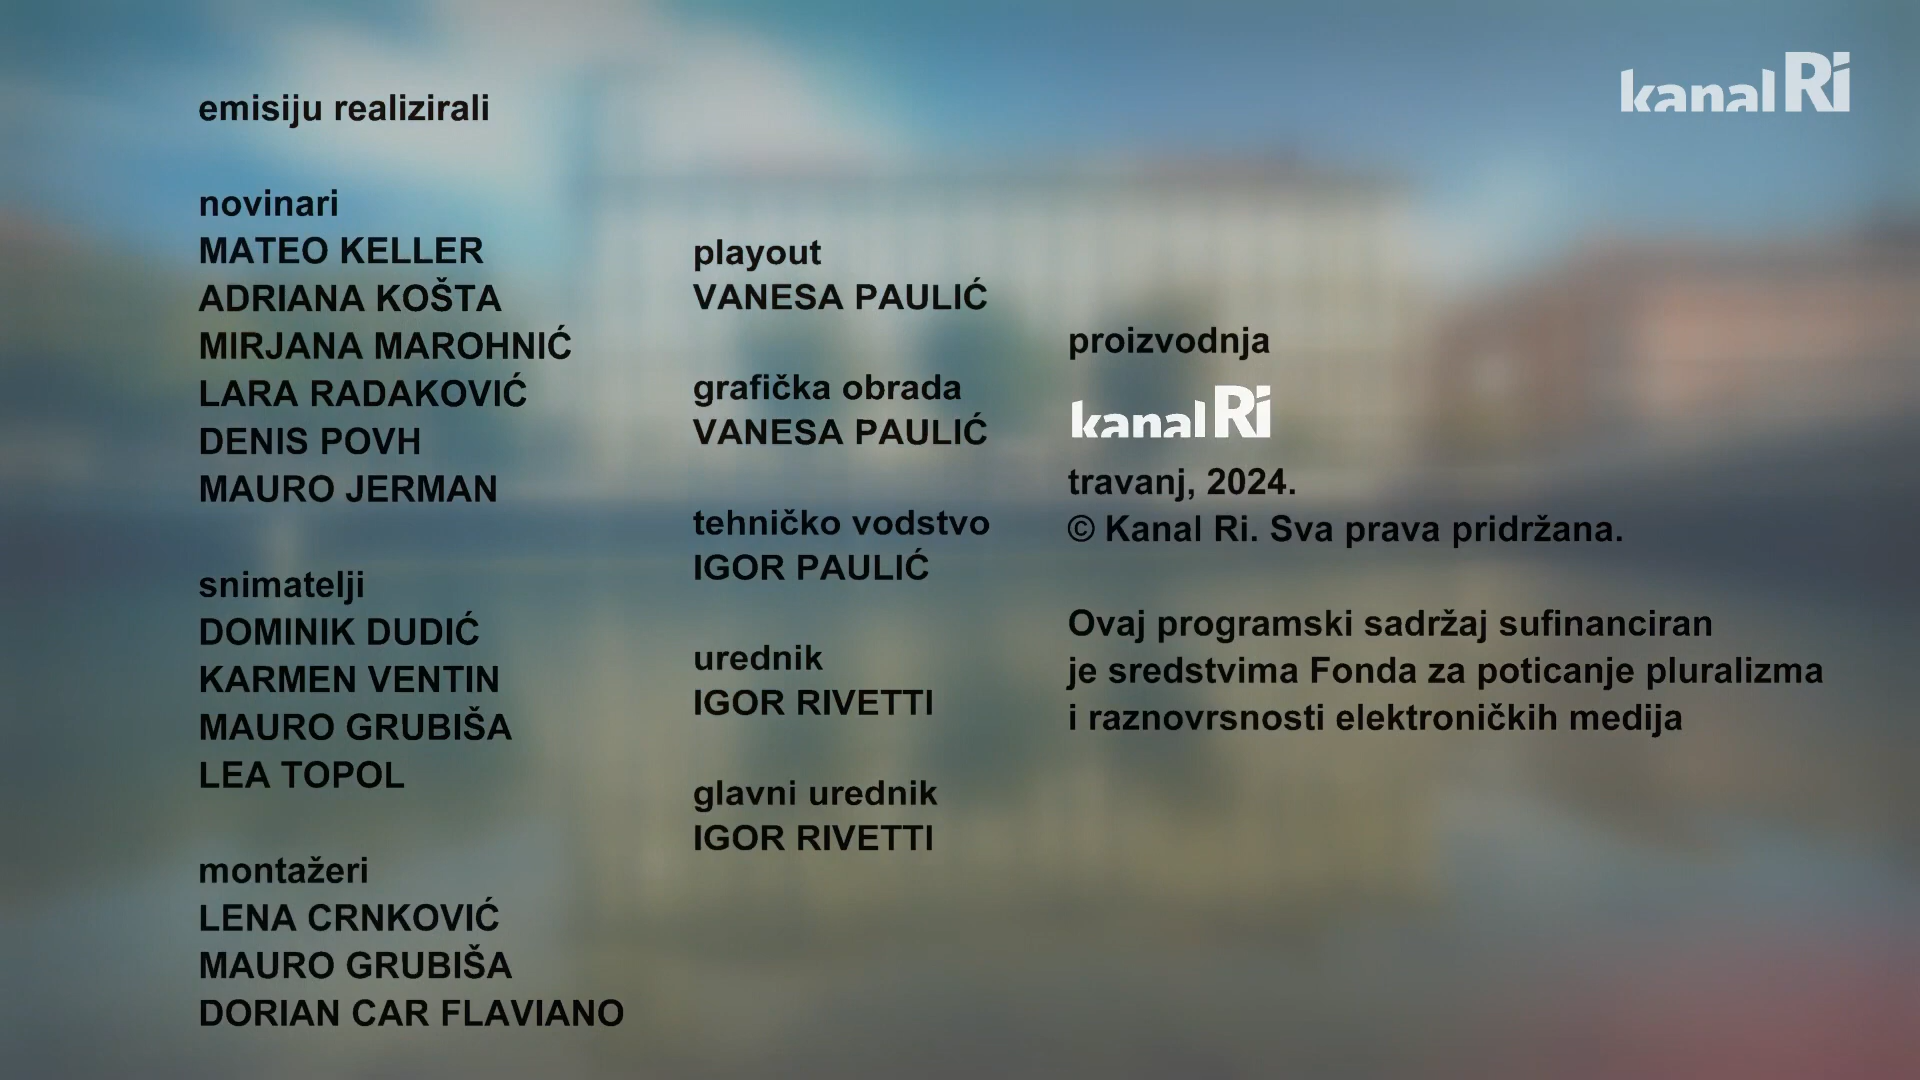 emisiju realizirali
novinari
MATEO KELLER
ADRIANA KOŠTA
MIRJANA MAROHNIĆ
LARA RADAKOVIĆ
DENIS POVH
MAURO JERMAN
snimatelji
DOMINIK DUDIĆ
KARMEN VENTIN
MAURO GRUBIŠA
LEA TOPOL
montažeri
LENA CRNKOVIĆ
MAURO GRUBIŠA
DORIAN CAR FLAVIANO
playout
VANESA PAULIĆ
grafička obrada
VANESA PAULIĆ
tehničko vodstvo
IGOR PAULIĆ
urednik
IGOR RIVETTI
glavni urednik
IGOR RIVETTI
kanal Ri
proizvodnja
kanal Ri
travanj, 2024.
© Kanal Ri. Sva prava pridržana.
Ovaj programski sadržaj sufinanciran
je sredstvima Fonda za poticanje pluralizma
i raznovrsnosti elektroničkih medija